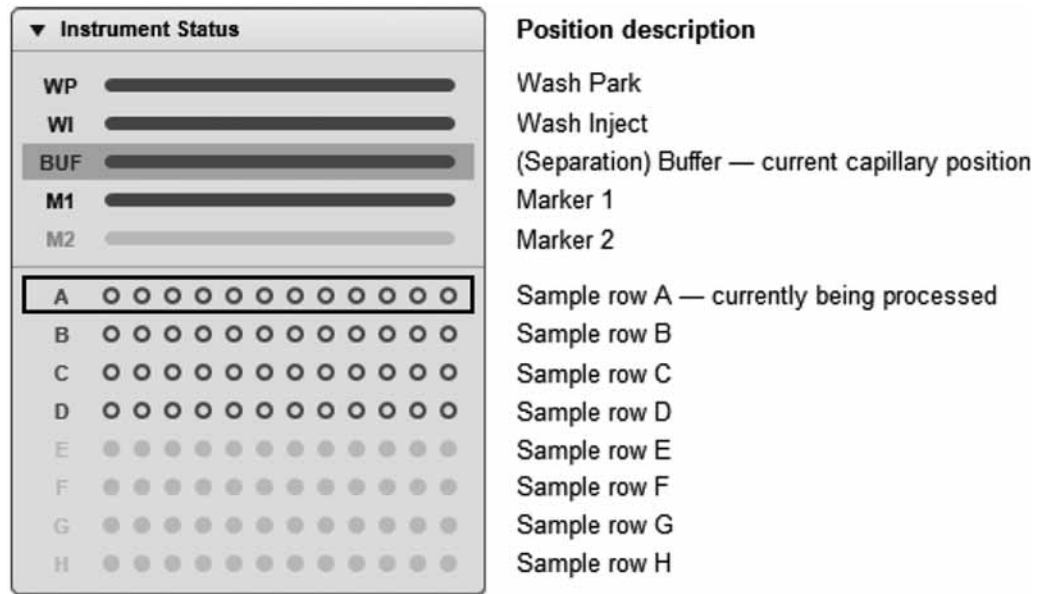 ▼ Instrument Status Position description
WP Wash Park
WI Wash Inject
BUF (Separation) Buffer — current capillary position
M1 Marker 1
M2 Marker 2
A Sample row A — currently being processed
B Sample row B
C Sample row C
D Sample row D
E Sample row E
F Sample row F
G Sample row G
H Sample row H